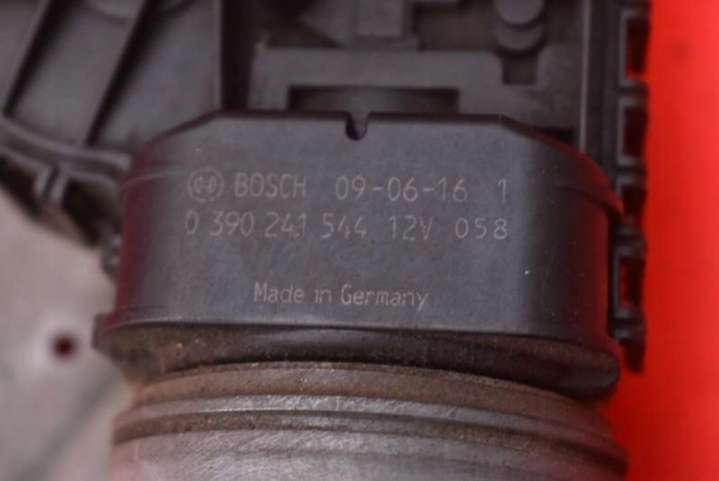 BOSCH 09-06-16 1
0 390 241 544 12V 058
Made in Germany